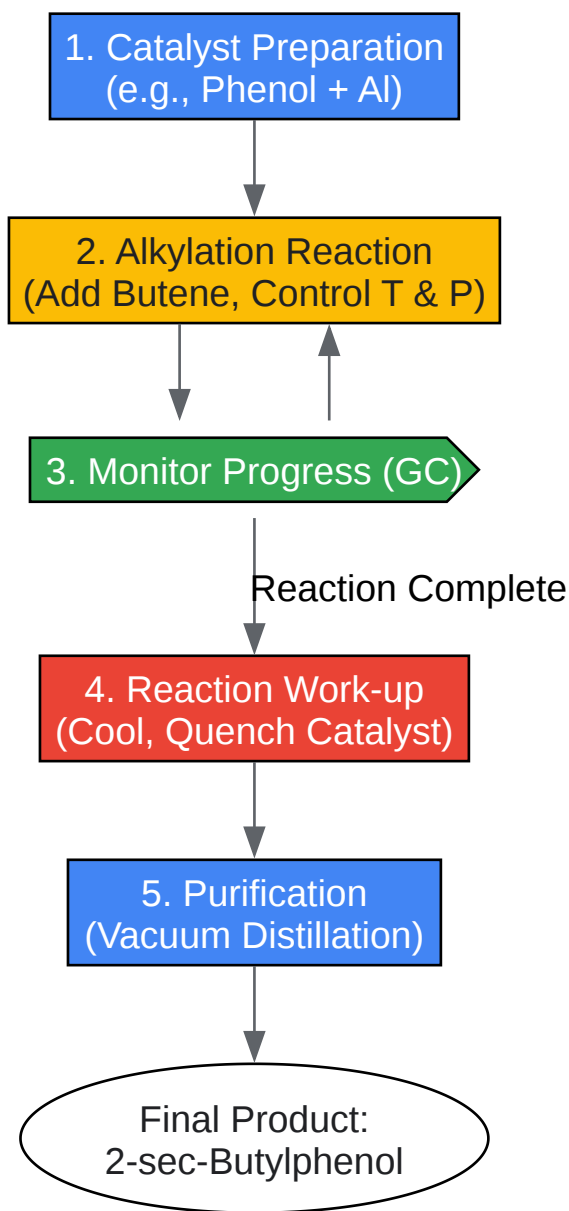 1. Catalyst Preparation
(e.g., Phenol + Al)
2. Alkylation Reaction
(Add Butene, Control T & P)
3. Monitor Progress (GC)
Reaction Complete
4. Reaction Work-up
(Cool, Quench Catalyst)
5. Purification
(Vacuum Distillation)
Final Product:
2-sec-Butylphenol